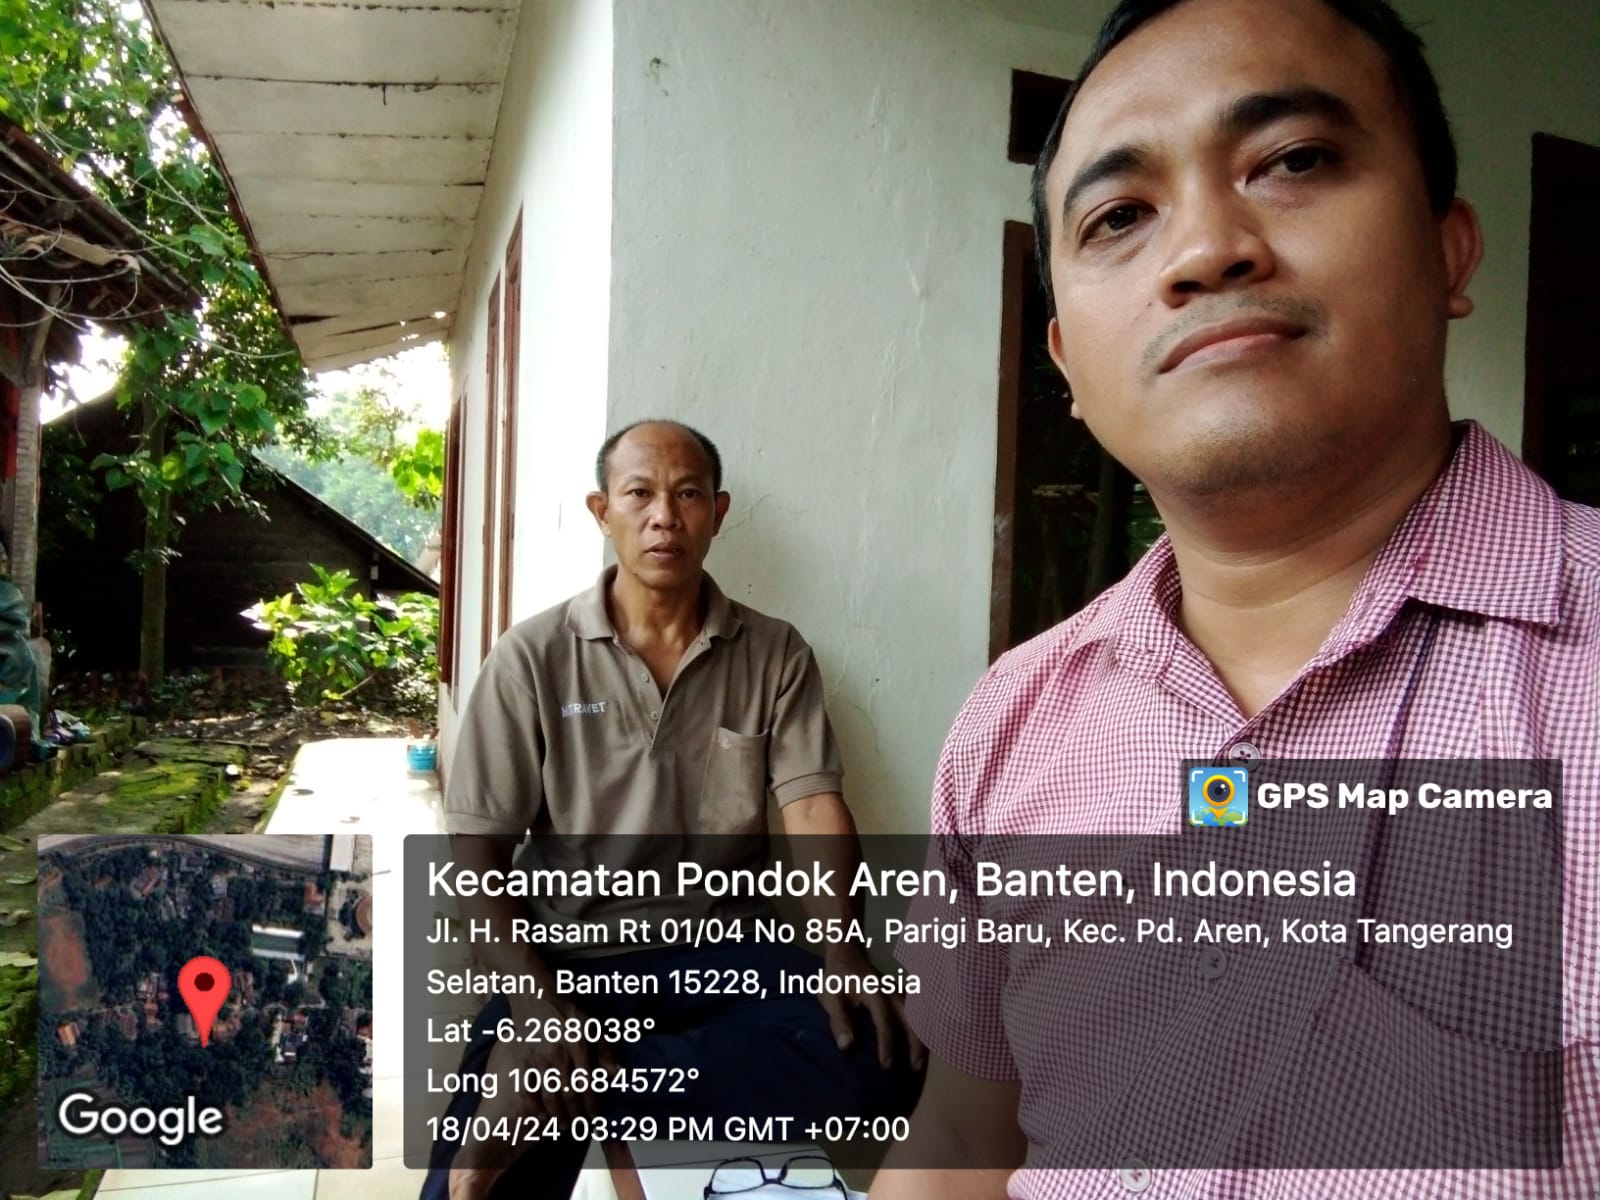 GPS Map Camera
Kecamatan Pondok Aren, Banten, Indonesia
Jl. H. Rasam Rt 01/04 No 85A, Parigi Baru, Kec. Pd. Aren, Kota Tangerang
Selatan, Banten 15228, Indonesia
Lat -6.268038°
Long 106.684572°
18/04/24 03:29 PM GMT +07:00
Google